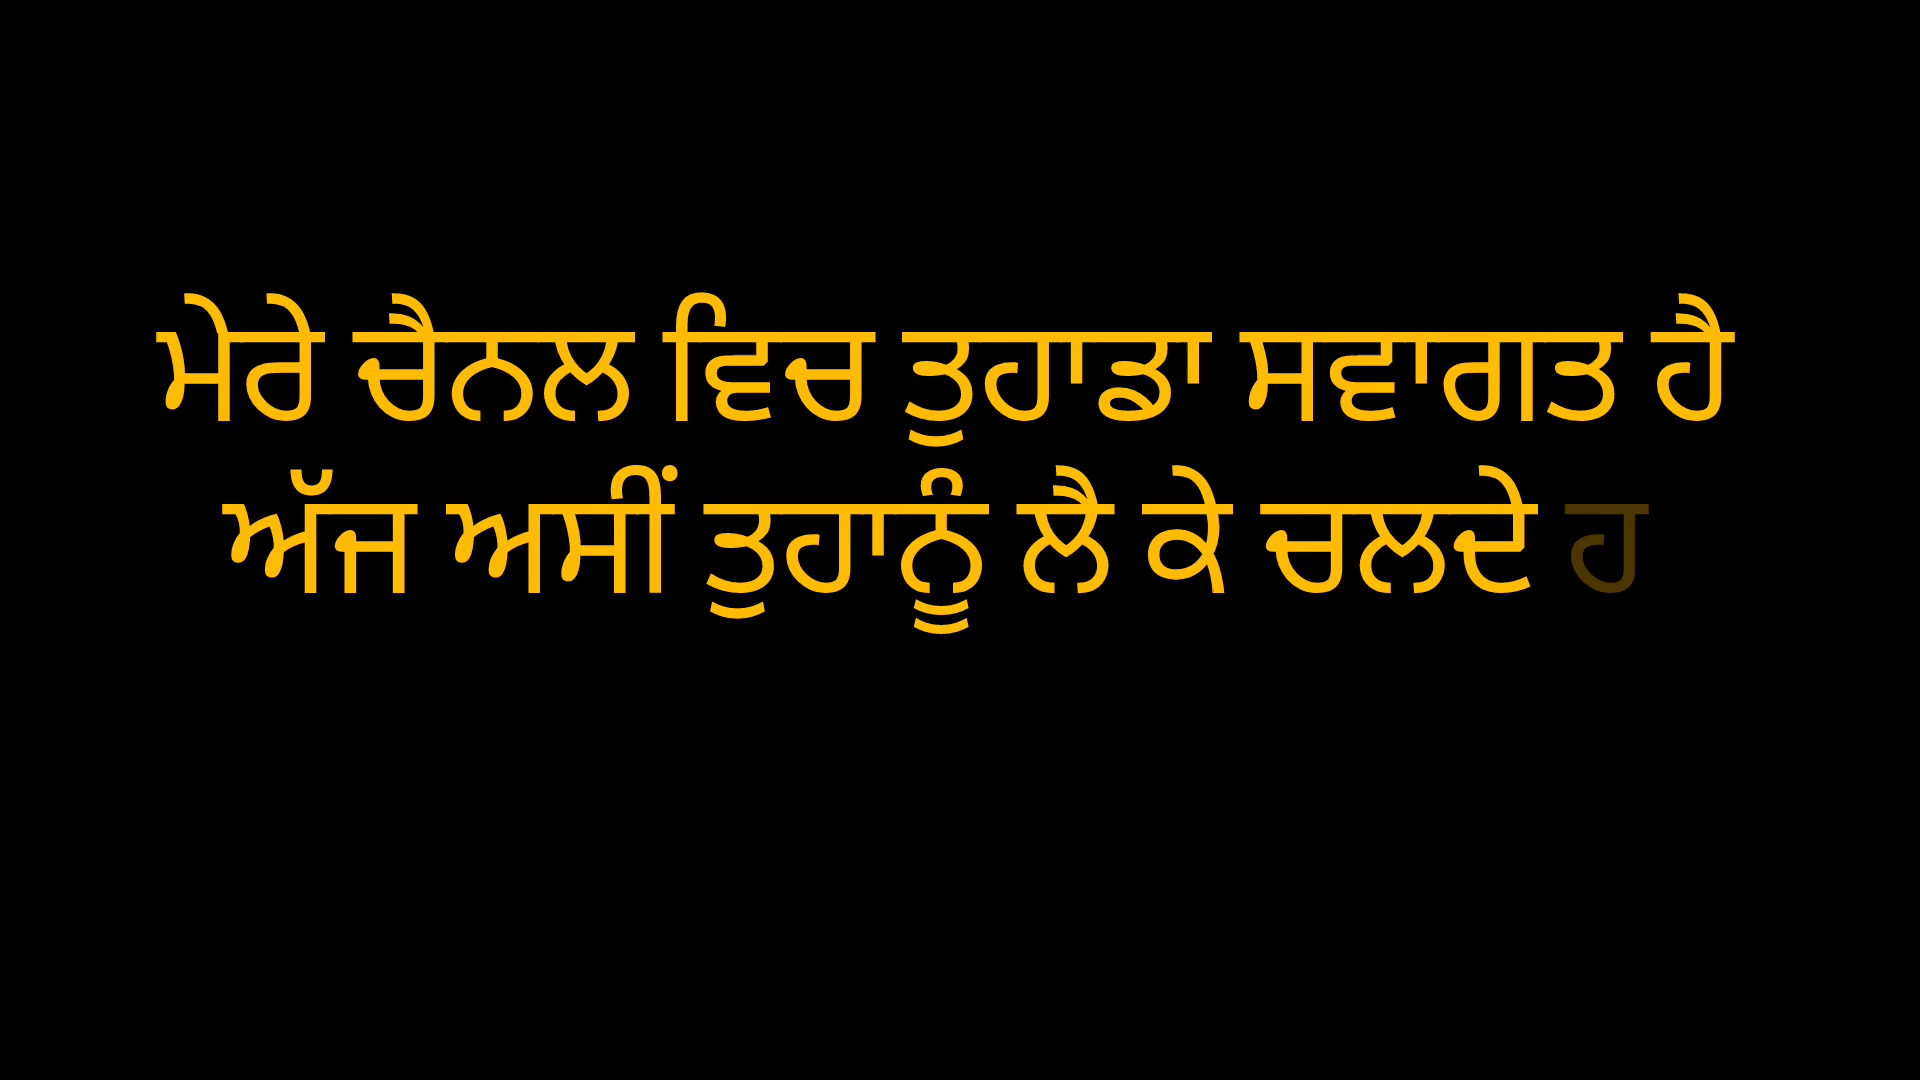 ਮੇਰੇ ਚੈਨਲ ਵਿਚ ਤੁਹਾਡਾ ਸਵਾਗਤ ਹੈ
ਅੱਜ ਅਸੀਂ ਤੁਹਾਨੂੰ ਲੈ ਕੇ ਚਲਦੇ ਹ